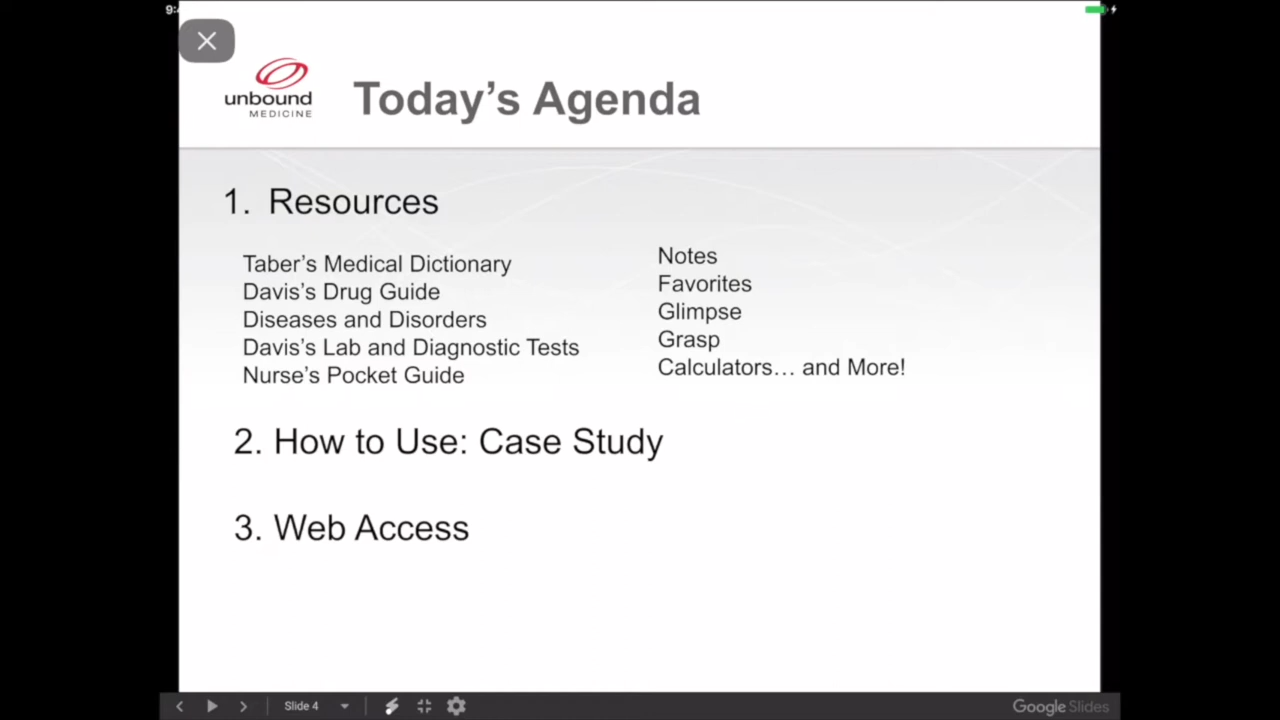 9:
unbound
MEDICINE
Today's Agenda
1. Resources
Taber's Medical Dictionary
Davis's Drug Guide
Diseases and Disorders
Davis's Lab and Diagnostic Tests
Nurse's Pocket Guide
Notes
Favorites
Glimpse
Grasp
Calculators... and More!
2. How to Use: Case Study
3. Web Access
Slide 4
Google Slides